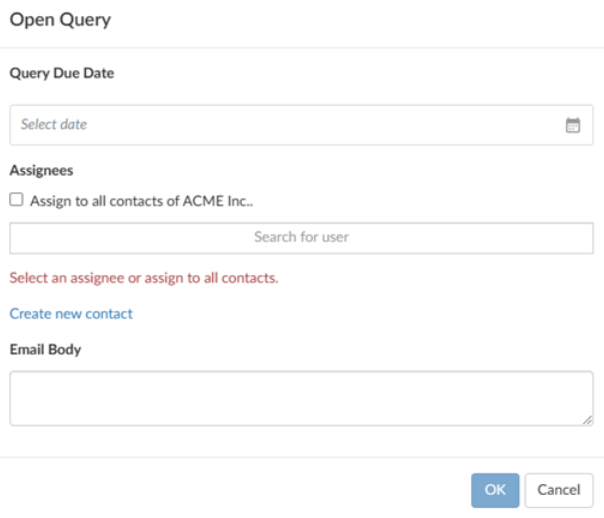 Open Query
Query Due Date
Select date
Assignees
Assign to all contacts of ACME Inc..
Search for user
Select an assignee or assign to all contacts.
Create new contact
Email Body
OK Cancel